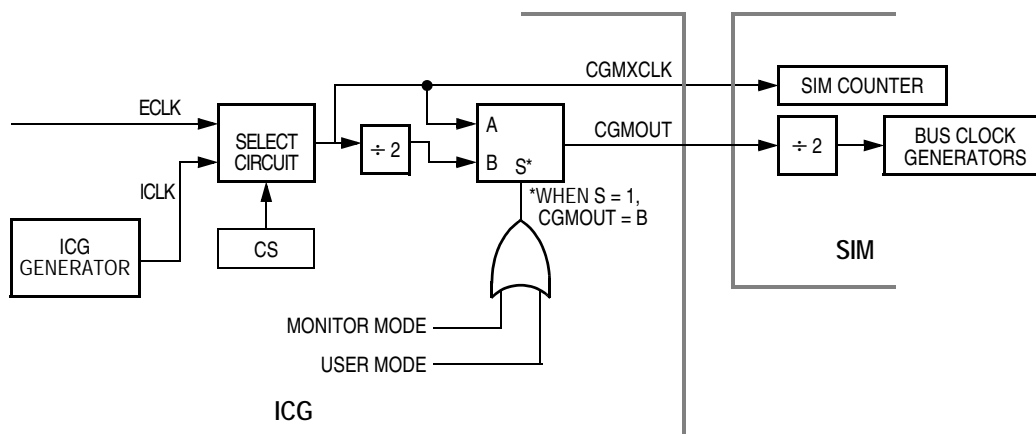 CGMXCLK
SIM COUNTER
ECLK
A
CGMOUT
SELECT
CIRCUIT
÷ 2
÷ 2
BUS CLOCK
GENERATORS
B
S*
ICLK
*WHEN S = 1,
CGMOUT = B
ICG
GENERATOR
CS
SIM
MONITOR MODE
USER MODE
ICG